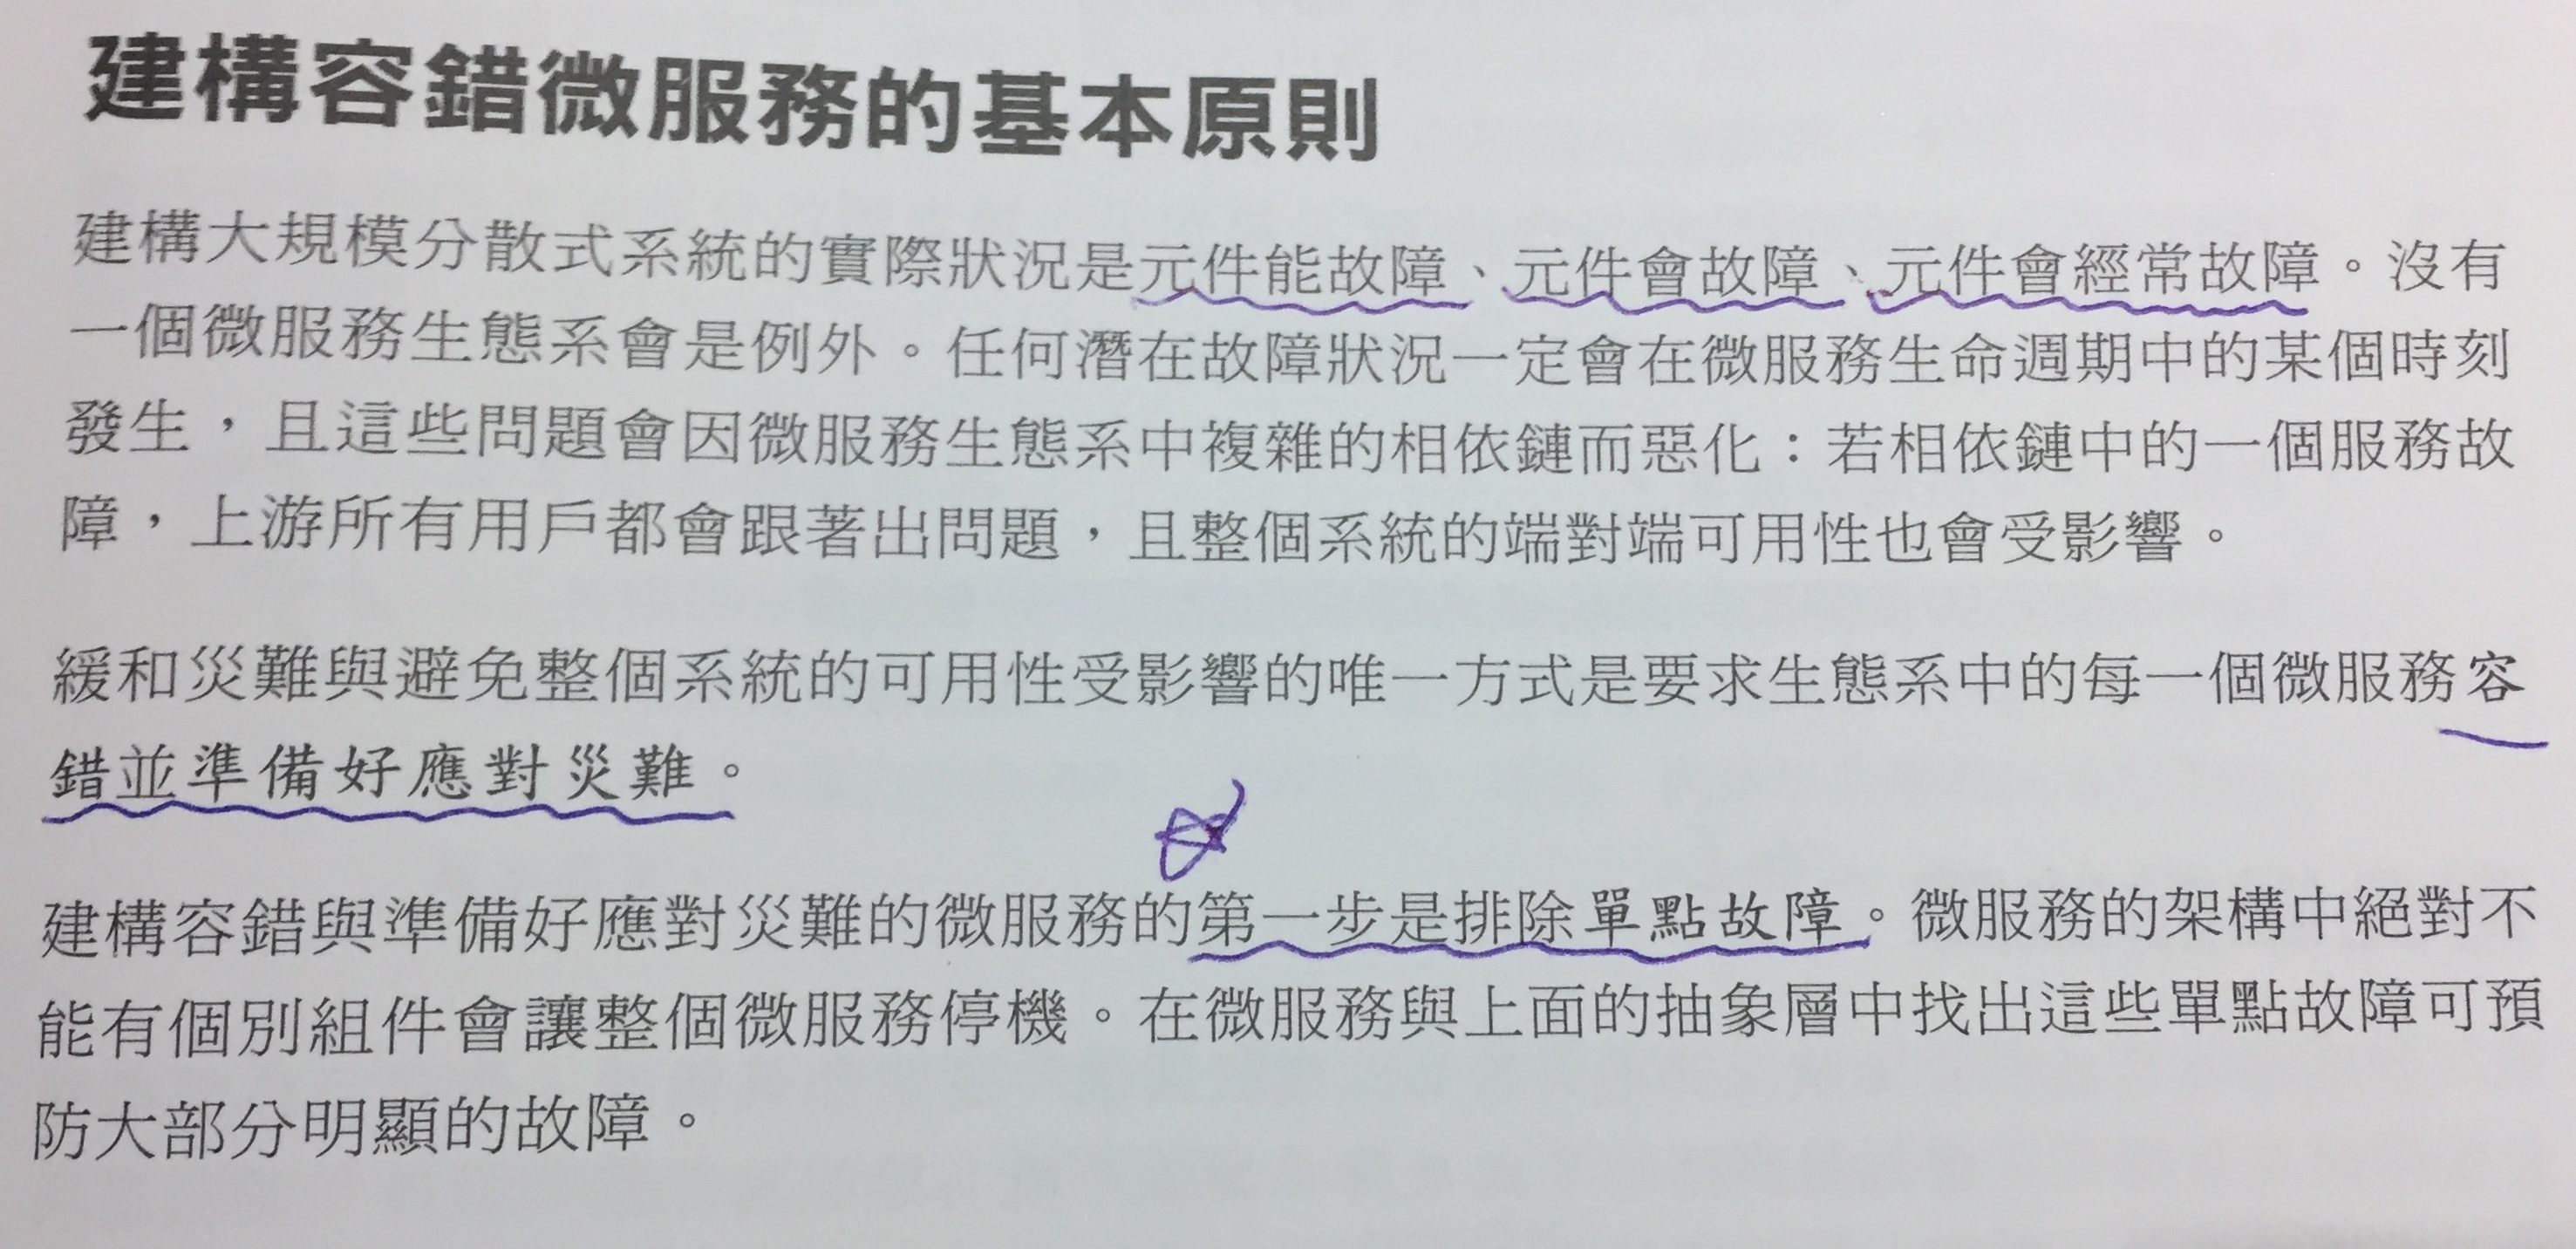 建構容錯微服務的基本原則
建構大規模分散式系統的實際狀況是元件能故障、元件會故障、元件會經常故障。沒有
一個微服務生態系會是例外。任何潛在故障狀況一定會在微服務生命週期中的某個時刻
發生，且這些問題會因微服務生態系中複雜的相依鏈而惡化：若相依鏈中的一個服務故
障，上游所有用戶都會跟著出問題，且整個系統的端對端可用性也會受影響。
緩和災難與避免整個系統的可用性受影響的唯一方式是要求生態系中的每一個微服務容
錯並準備好應對災難。
建構容錯與準備好應對災難的微服務的第一步是排除單點故障。微服務的架構中絕對不
能有個別組件會讓整個微服務停機。在微服務與上面的抽象層中找出這些單點故障可預
防大部分明顯的故障。